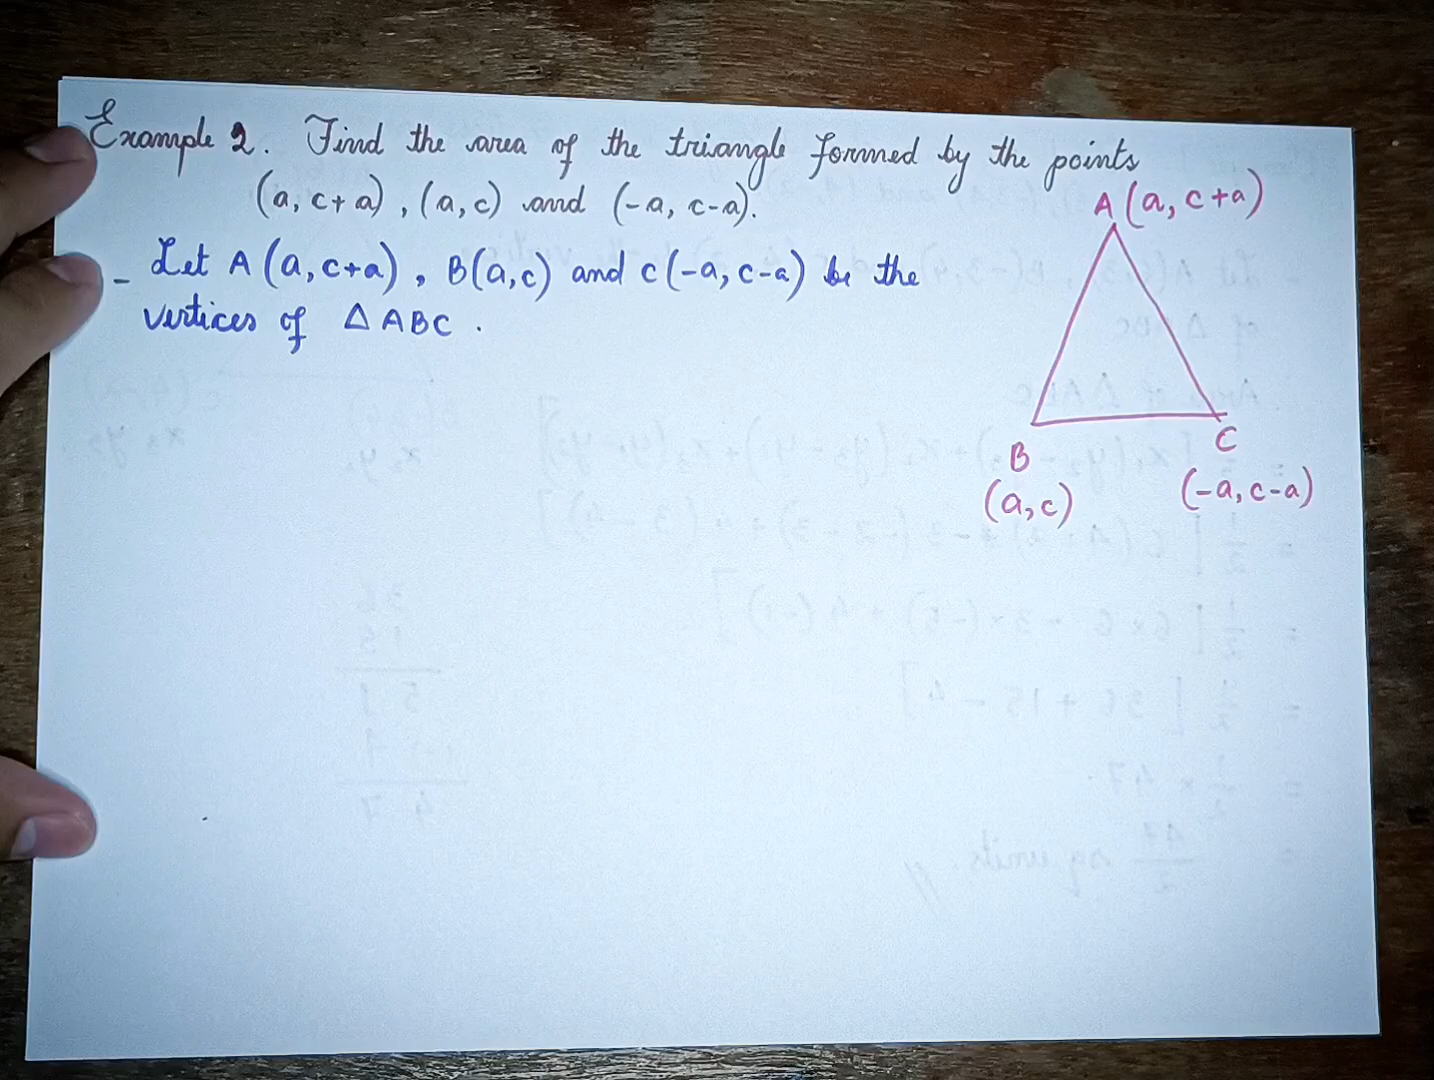 Example 2. Find the area of the triangle formed by the points
(a, c+a), (a, c) and (-a, c-a).
- Let A (a, c+a), B(a,c) and c(-a, c-a) be the
vertices of △ ABC.
A (a, c+a)
B
(a,c)
C
(-a, c-a)